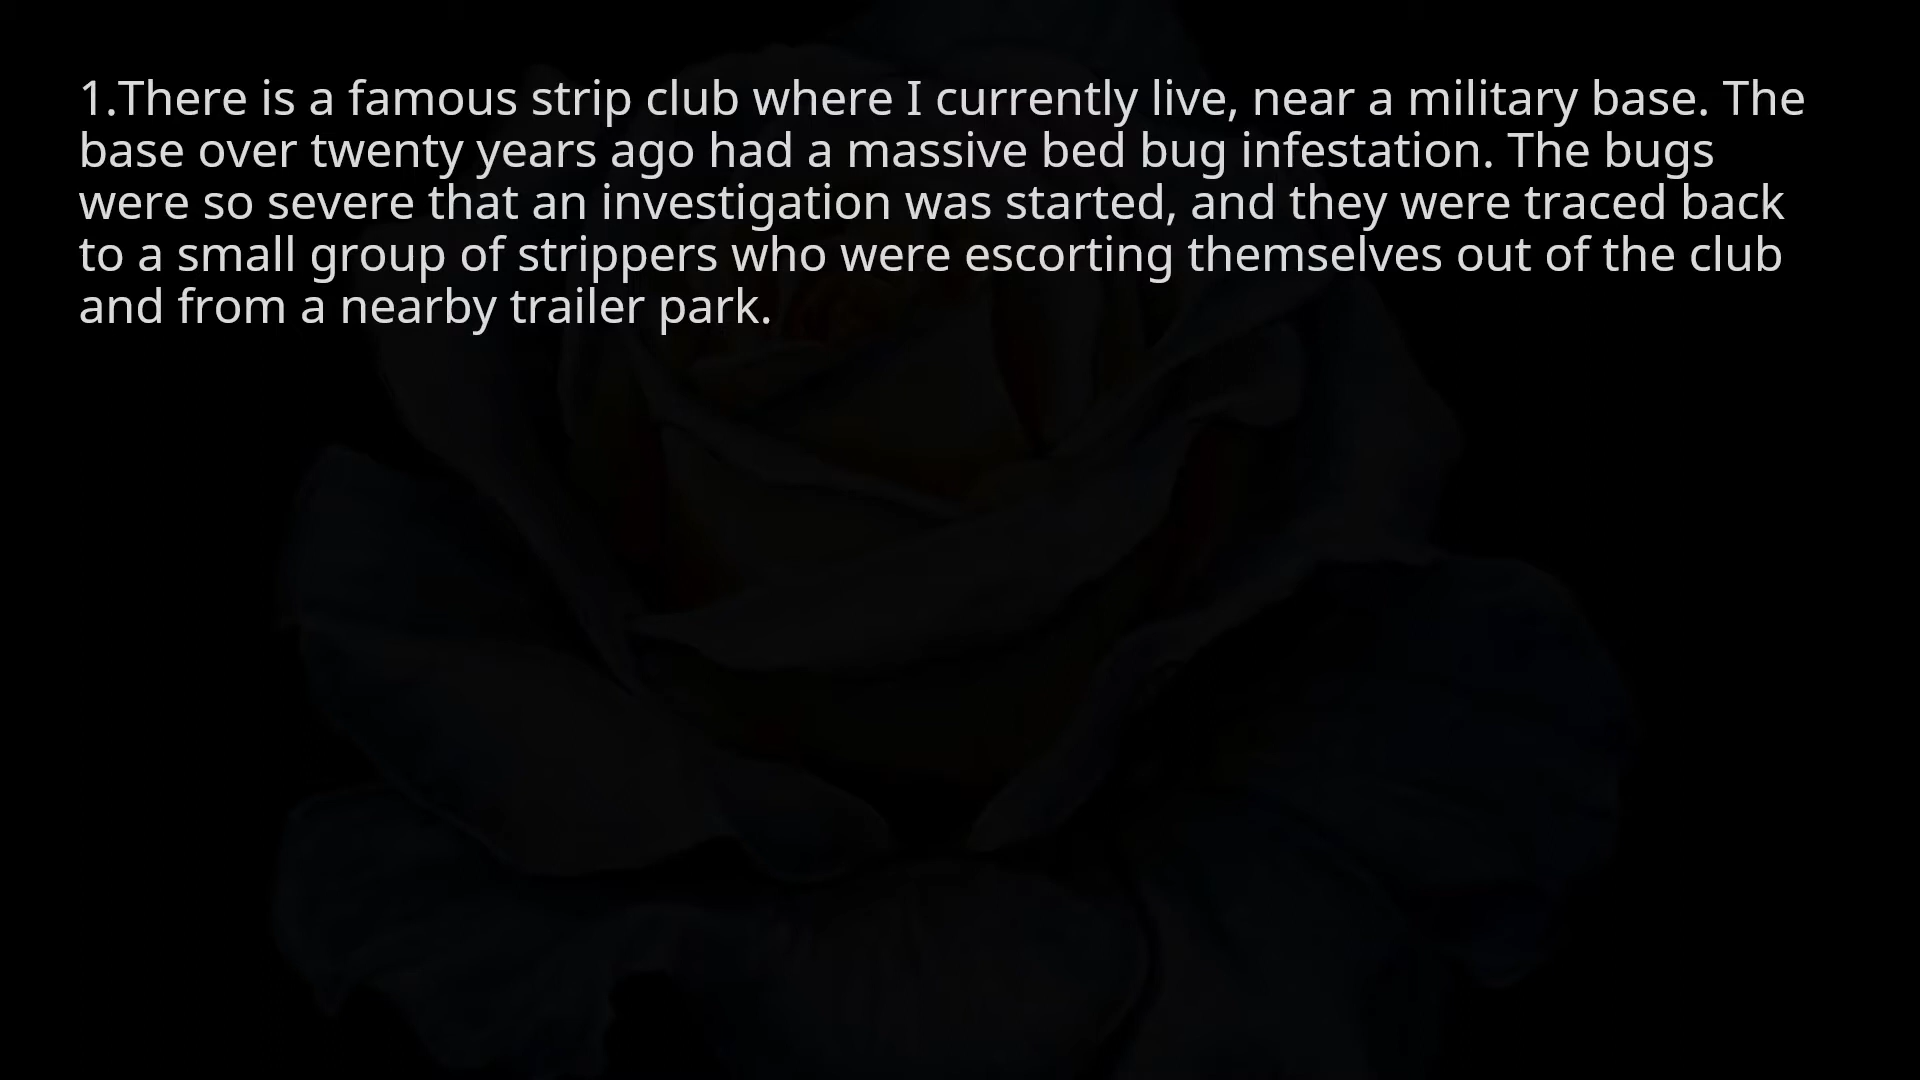 1.There is a famous strip club where I currently live, near a military base. The
base over twenty years ago had a massive bed bug infestation. The bugs
were so severe that an investigation was started, and they were traced back
to a small group of strippers who were escorting themselves out of the club
and from a nearby trailer park.